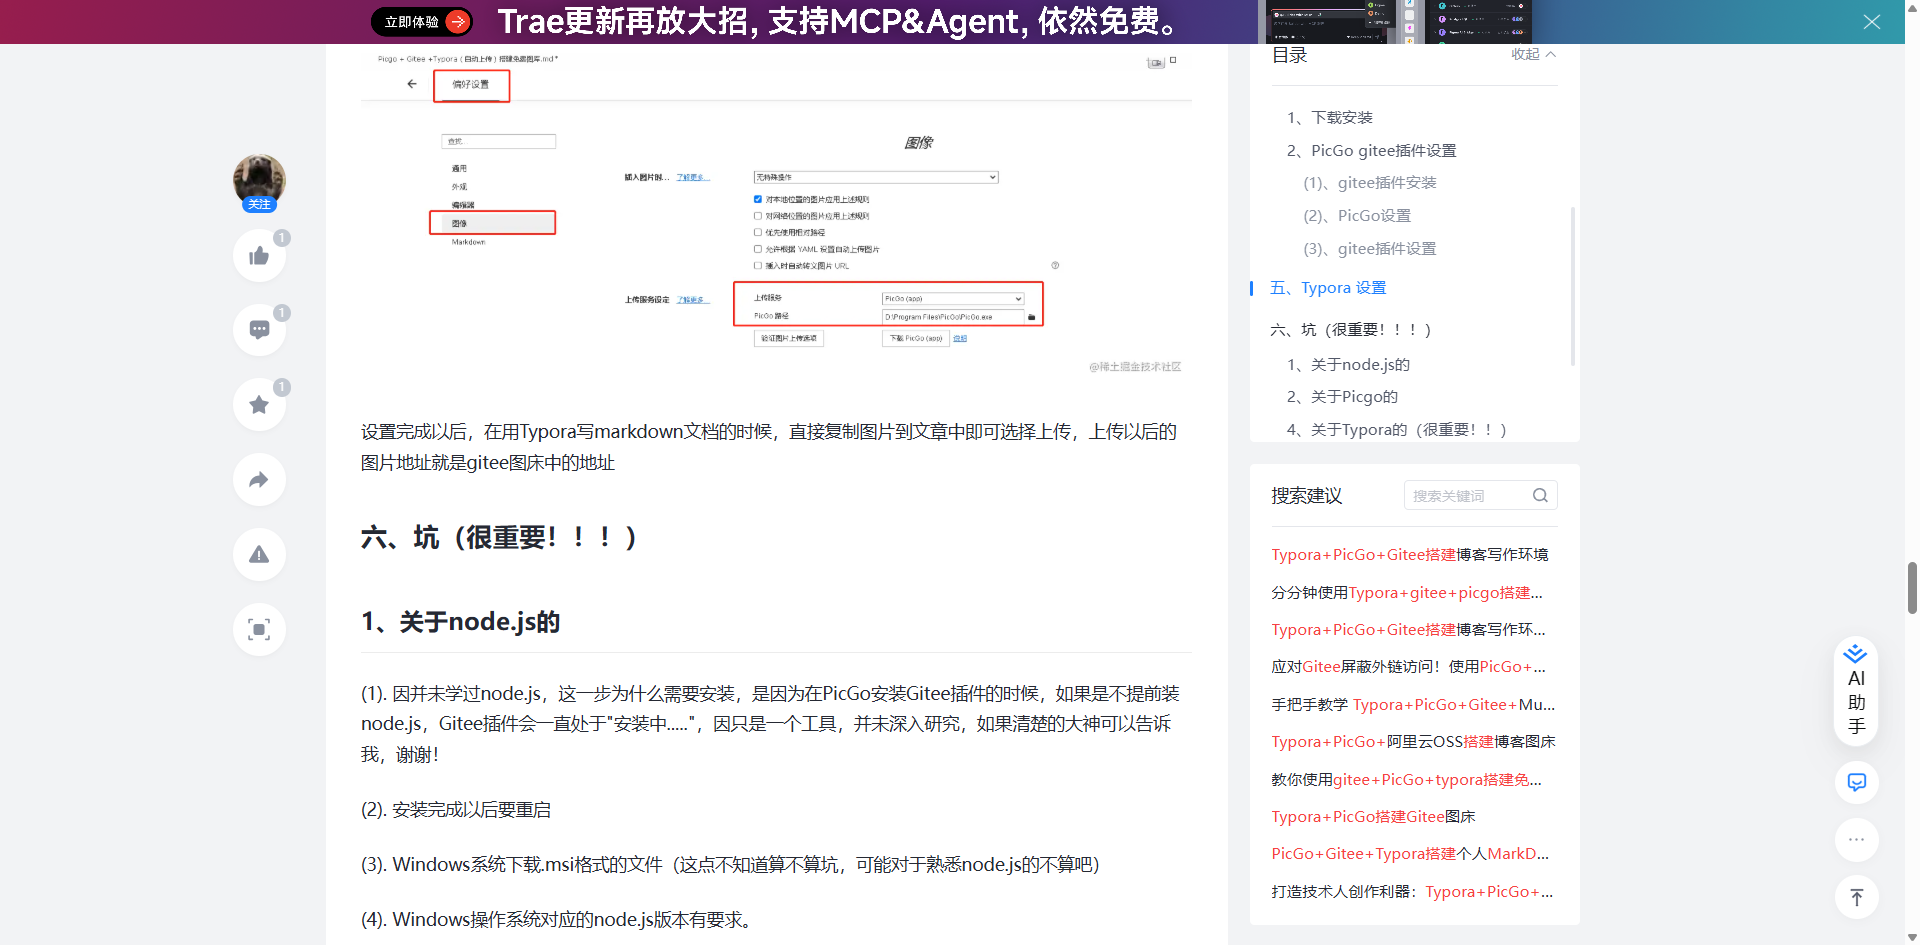 立即体验
Trae更新再放大招, 支持MCP&Agent, 依然免费。
Picgo + Gitee +Typora ( 自动上传 ) 搭建免费图库.md *
偏好设置
查找...
通用
外观
编辑器
图像
Markdown
图像
插入图片时... 了解更多...
无特殊操作
对本地位置的图片应用上述规则
对网络位置的图片应用上述规则
优先使用相对路径
允许根据 YAML 设置自动上传图片
插入时自动转义图片 URL
上传服务设定 了解更多...
上传服务
PicGo (app)
PicGo 路径
D:\Program Files\PicGo\PicGo.exe
验证图片上传选项
下载 PicGo (app)
@稀土掘金技术社区
关注
1
1
1
设置完成以后，在用Typora写markdown文档的时候，直接复制图片到文章中即可选择上传，上传以后的
图片地址就是gitee图床中的地址
六、坑（很重要！！！）
1、关于node.js的
(1). 因并未学过node.js，这一步为什么需要安装，是因为在PicGo安装Gitee插件的时候，如果是不提前装
node.js，Gitee插件会一直处于"安装中....."，因只是一个工具，并未深入研究，如果清楚的大神可以告诉
我，谢谢！
(2). 安装完成以后要重启
(3). Windows系统下载.msi格式的文件（这点不知道算不算坑，可能对于熟悉node.js的不算吧）
(4). Windows操作系统对应的node.js版本有要求。
目录
收起
1、下载安装
2、PicGo gitee插件设置
(1)、gitee插件安装
(2)、PicGo设置
(3)、gitee插件设置
五、Typora 设置
六、坑（很重要！！！）
1、关于node.js的
2、关于Picgo的
4、关于Typora的（很重要！！）
搜索建议
搜索关键词
Typora+PicGo+Gitee搭建博客写作环境
分分钟使用Typora+gitee+picgo搭建...
Typora+PicGo+Gitee搭建博客写作环...
应对Gitee屏蔽外链访问！使用PicGo+...
手把手教学 Typora+PicGo+Gitee+Mu...
Typora+PicGo+阿里云OSS搭建博客图床
教你使用gitee+PicGo+typora搭建免...
Typora+PicGo搭建Gitee图床
PicGo+Gitee+Typora搭建个人MarkD...
打造技术人创作利器：Typora+PicGo+...
AI
助
手